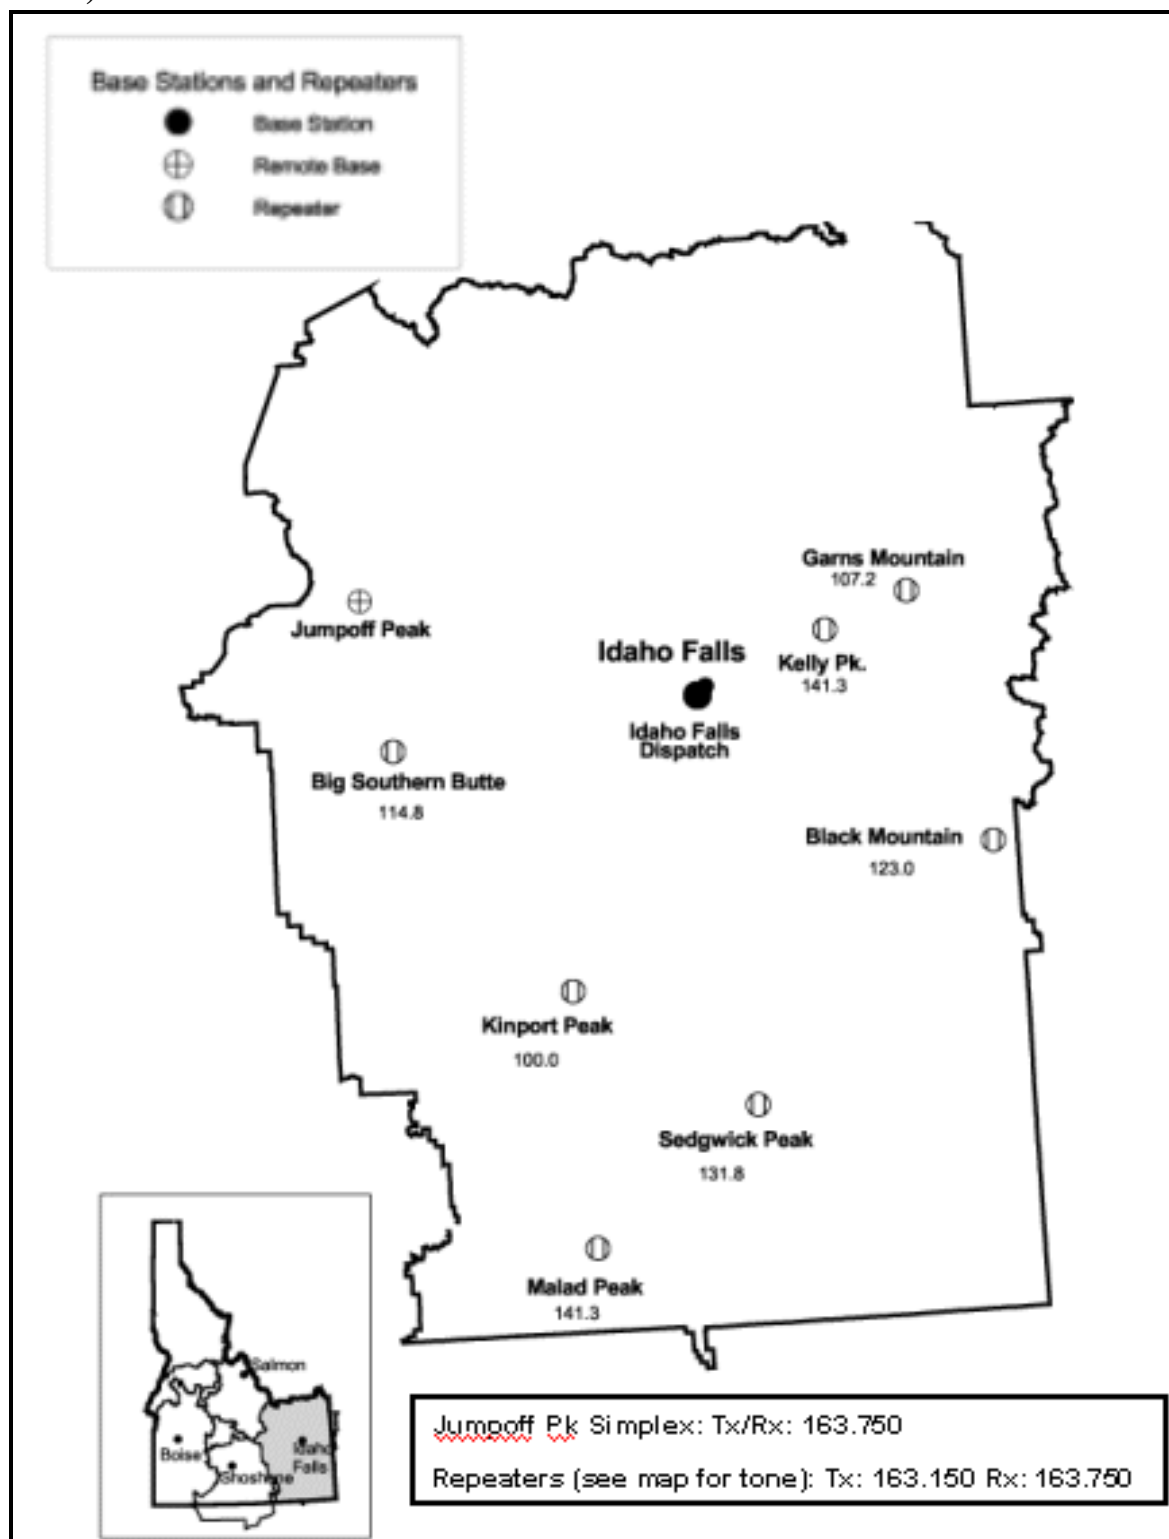 Base Stations and Repeaters
Base Station
Remote Base
Repeater
Garns Mountain
107.2
Jumpoff Peak
Idaho Falls
Kelly Pk.
141.3
Idaho Falls
Dispatch
Big Southern Butte
114.8
Black Mountain
123.0
Kinport Peak
100.0
Sedgwick Peak
131.8
Malad Peak
141.3
Salmon
Boise
Idaho
Falls
Shoshone
Jumpoff Pk Simplex: Tx/Rx: 163.750
Repeaters (see map for tone): Tx: 163.150 Rx: 163.750